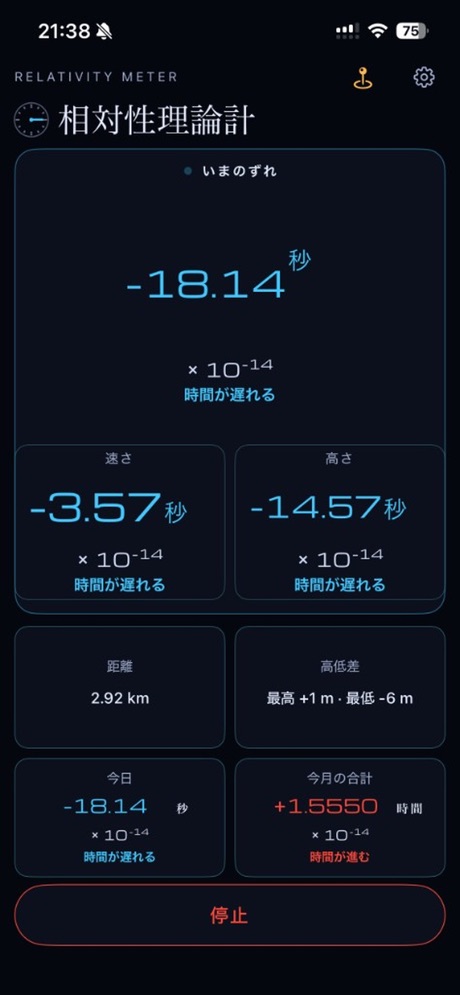 21:38
75
RELATIVITY METER
相対性理論計
いまのずれ
-18.14秒
× 10-14
時間が遅れる
速さ
-3.57秒
× 10-14
時間が遅れる
高さ
-14.57秒
× 10-14
時間が遅れる
距離
2.92 km
高低差
最高 +1 m · 最低 -6 m
今日
-18.14 秒
× 10-14
時間が遅れる
今月の合計
+1.5550 時間
× 10-14
時間が進む
停止